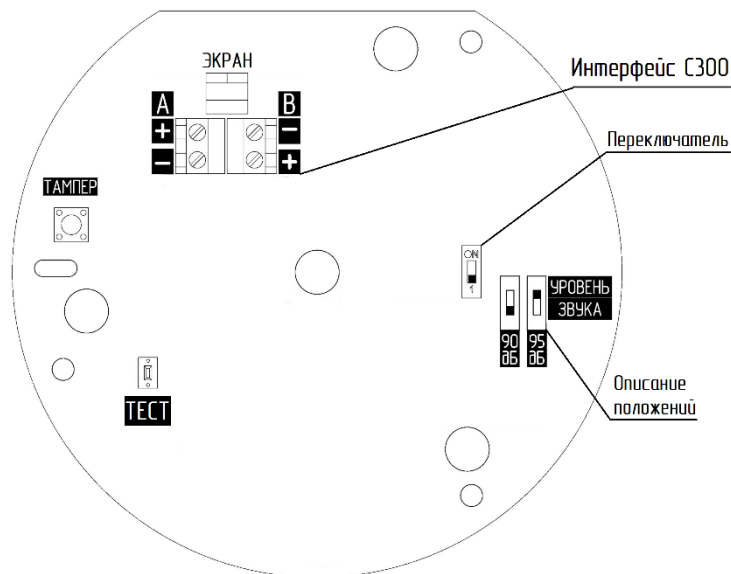 ЭКРАН
Интерфейс С300
A
B
+
−
−
+
Переключатель
ТАМПЕР
ON
1
УРОВЕНЬ
ЗВУКА
90
дБ
95
дБ
Описание
положений
ТЕСТ